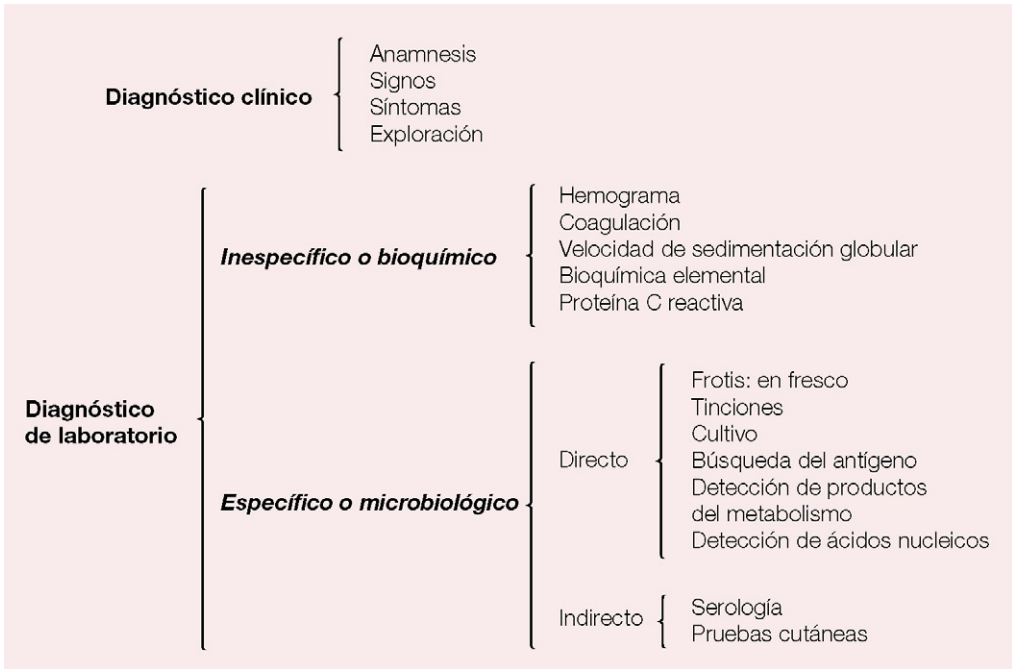 Diagnóstico clínico
Anamnesis
Signos
Síntomas
Exploración
Diagnóstico
de laboratorio
Inespecífico o bioquímico
Hemograma
Coagulación
Velocidad de sedimentación globular
Bioquímica elemental
Proteína C reactiva
Específico o microbiológico
Directo
Frotis: en fresco
Tinciones
Cultivo
Búsqueda del antígeno
Detección de productos
del metabolismo
Detección de ácidos nucleicos
Indirecto
Serología
Pruebas cutáneas